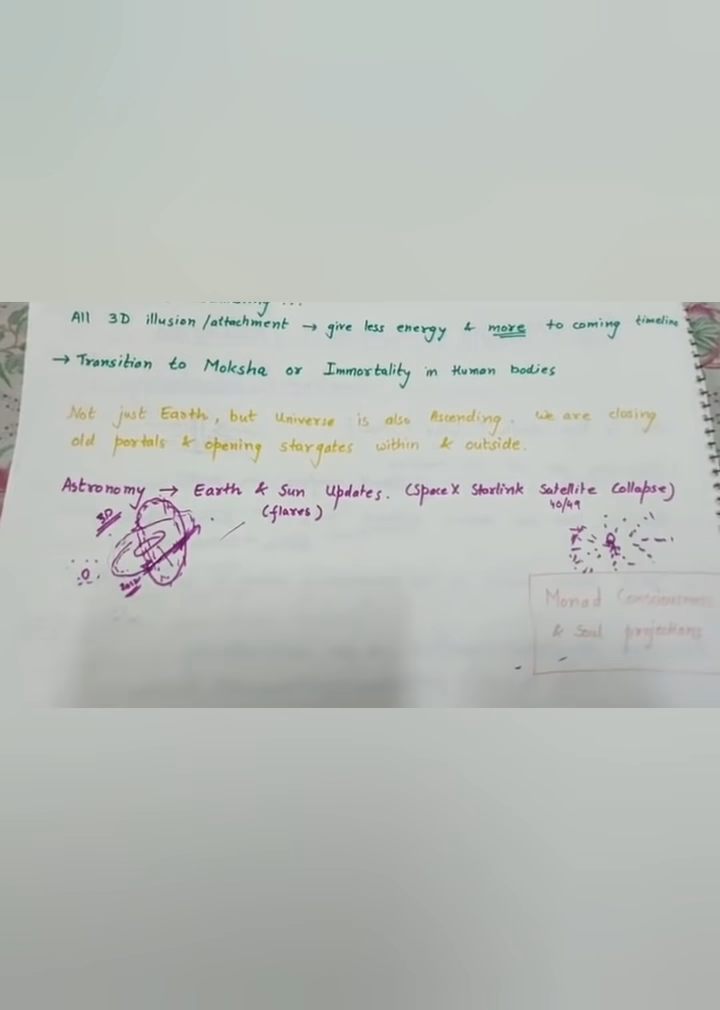 All 3D illusion/attachment → give less energy & more to coming timeline
→ Transition to Moksha or Immortality in Human bodies
Not just Earth, but Universe is also Ascending. We are closing
old portals & opening stargates within & outside.
Astronomy → Earth & Sun Updates. (SpaceX Starlink Satellite Collapse)
(flares)
40/49
3D
Monad Consciousness
& Soul projections